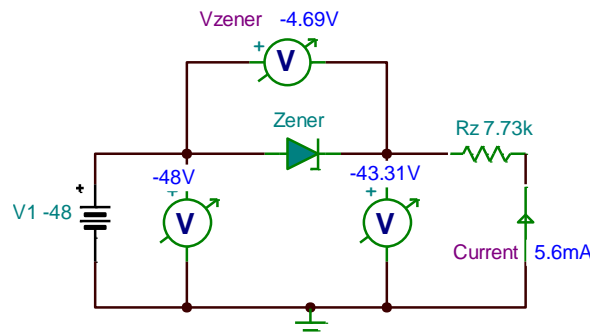 Vzener -4.69V
+
V
Zener
Rz 7.73k
-48V
-43.31V
+
+
+
V1 -48
V
V
Current 5.6mA